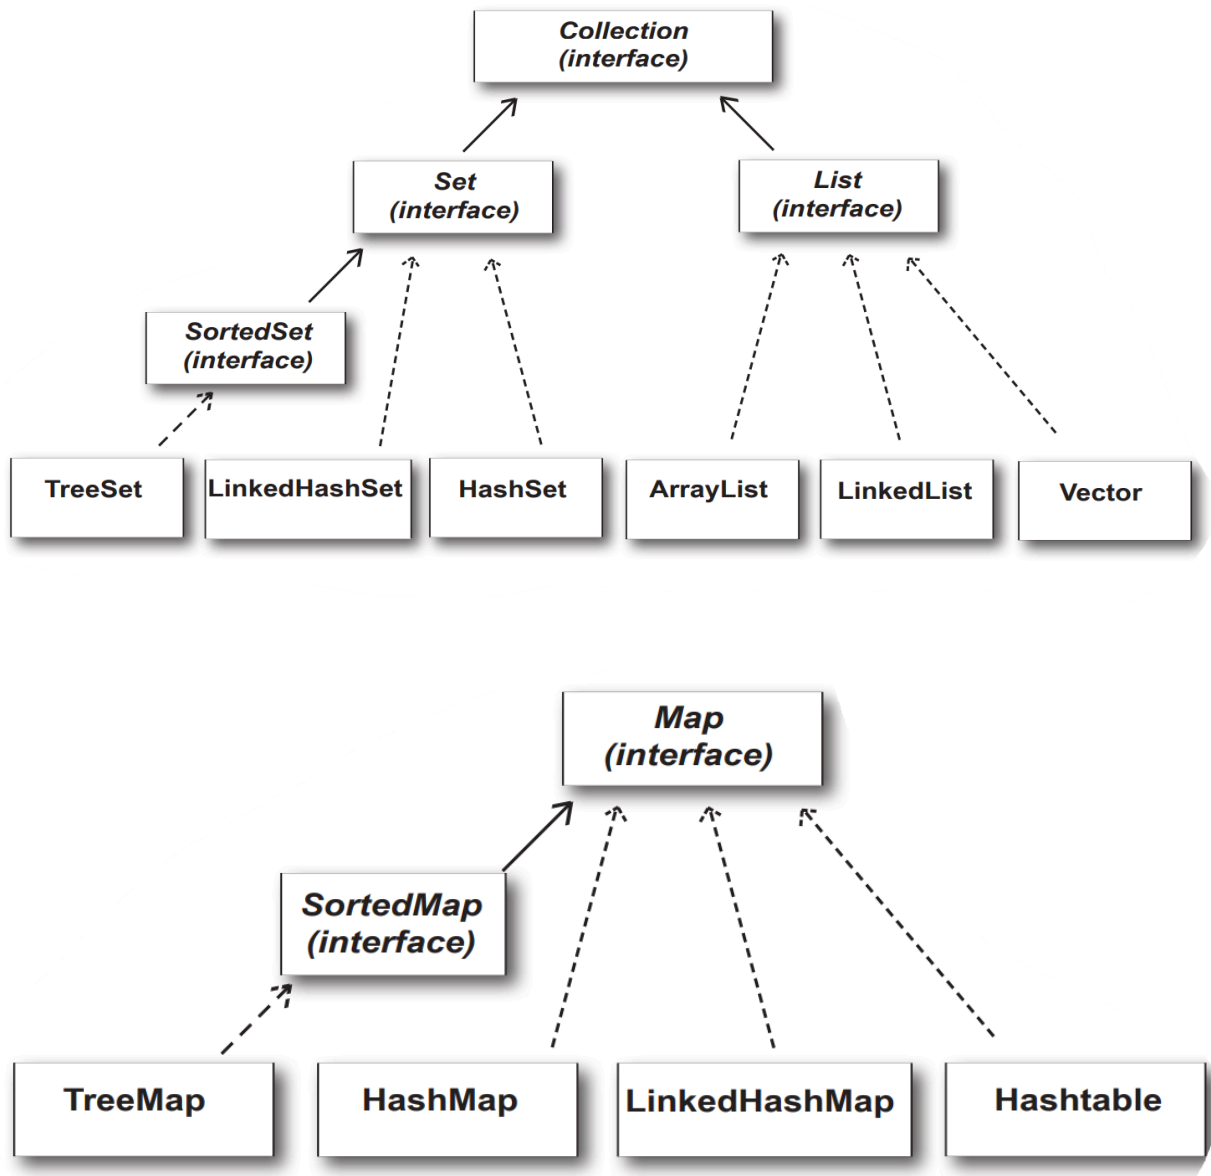 Collection
(interface)
Set
(interface)
List
(interface)
SortedSet
(interface)
TreeSet
LinkedHashSet
HashSet
ArrayList
LinkedList
Vector
Map
(interface)
SortedMap
(interface)
TreeMap
HashMap
LinkedHashMap
Hashtable